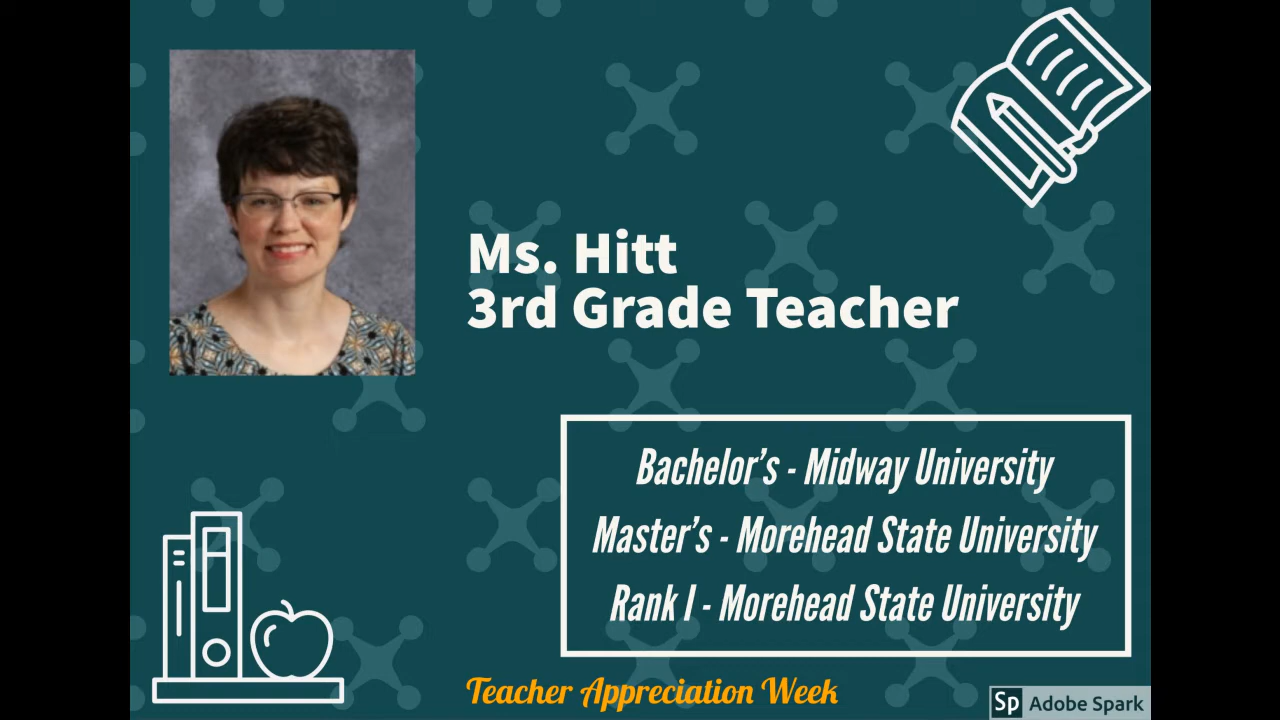 Ms. Hitt
3rd Grade Teacher
Bachelor's - Midway University
Master's - Morehead State University
Rank I - Morehead State University
Teacher Appreciation Week
Sp Adobe Spark